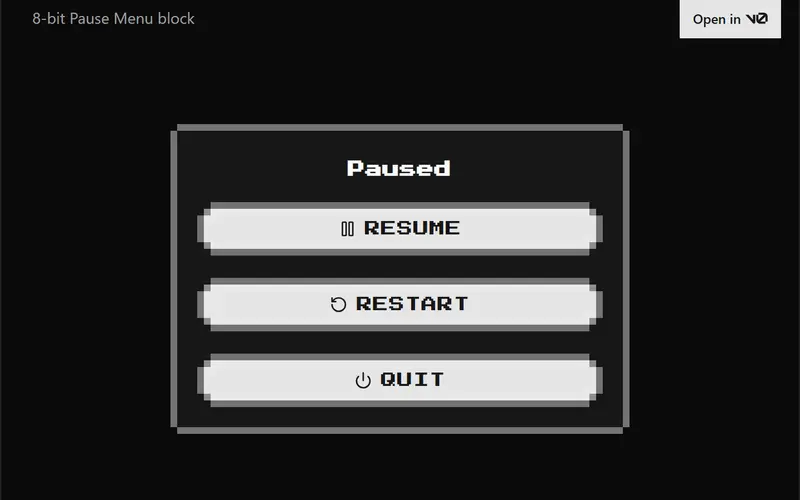 8-bit Pause Menu block
Open in v0
Paused
RESUME
RESTART
QUIT